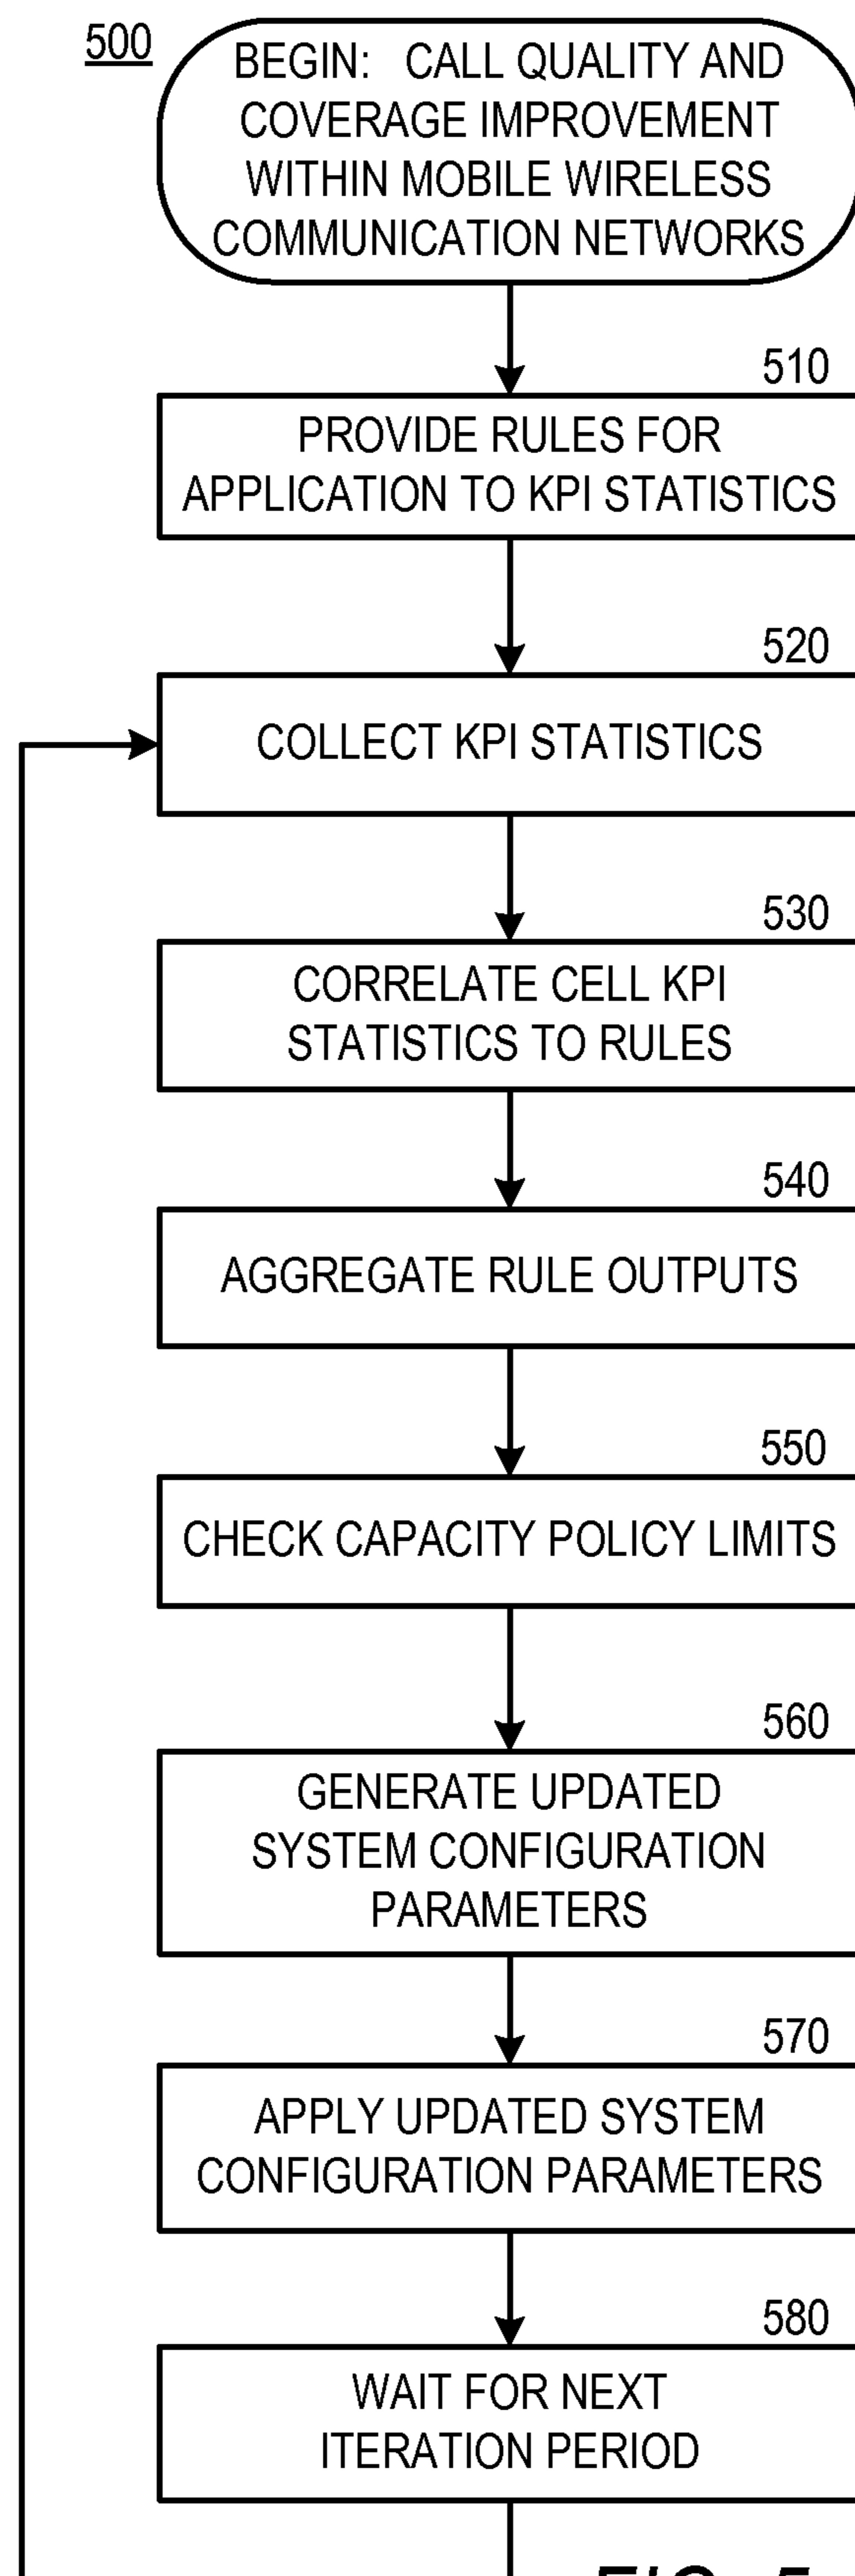 500
BEGIN: CALL QUALITY AND
COVERAGE IMPROVEMENT
WITHIN MOBILE WIRELESS
COMMUNICATION NETWORKS
510
PROVIDE RULES FOR
APPLICATION TO KPI STATISTICS
520
COLLECT KPI STATISTICS
530
CORRELATE CELL KPI
STATISTICS TO RULES
540
AGGREGATE RULE OUTPUTS
550
CHECK CAPACITY POLICY LIMITS
560
GENERATE UPDATED
SYSTEM CONFIGURATION
PARAMETERS
570
APPLY UPDATED SYSTEM
CONFIGURATION PARAMETERS
580
WAIT FOR NEXT
ITERATION PERIOD